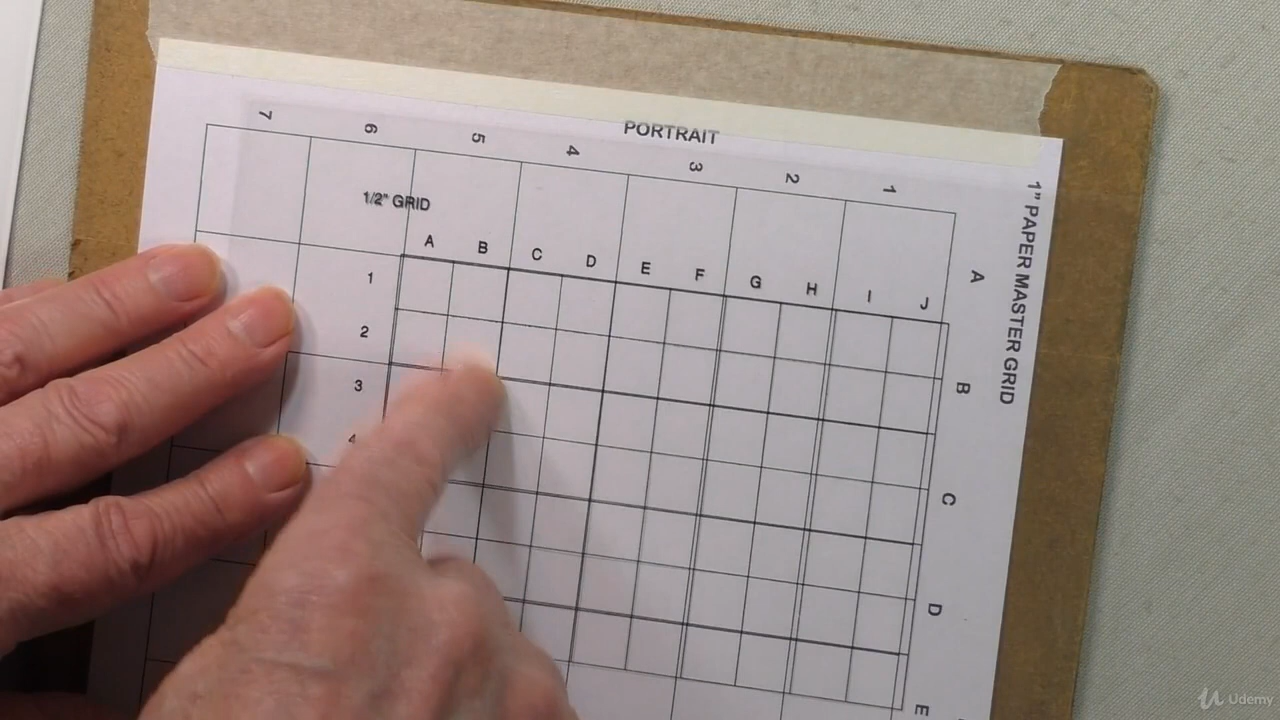 PORTRAIT
7 6 5 4 3 2 1
1" PAPER MASTER GRID
1/2" GRID
A B C D E F G H I J
1
2
3
4
A
B
C
D
E
Udemy